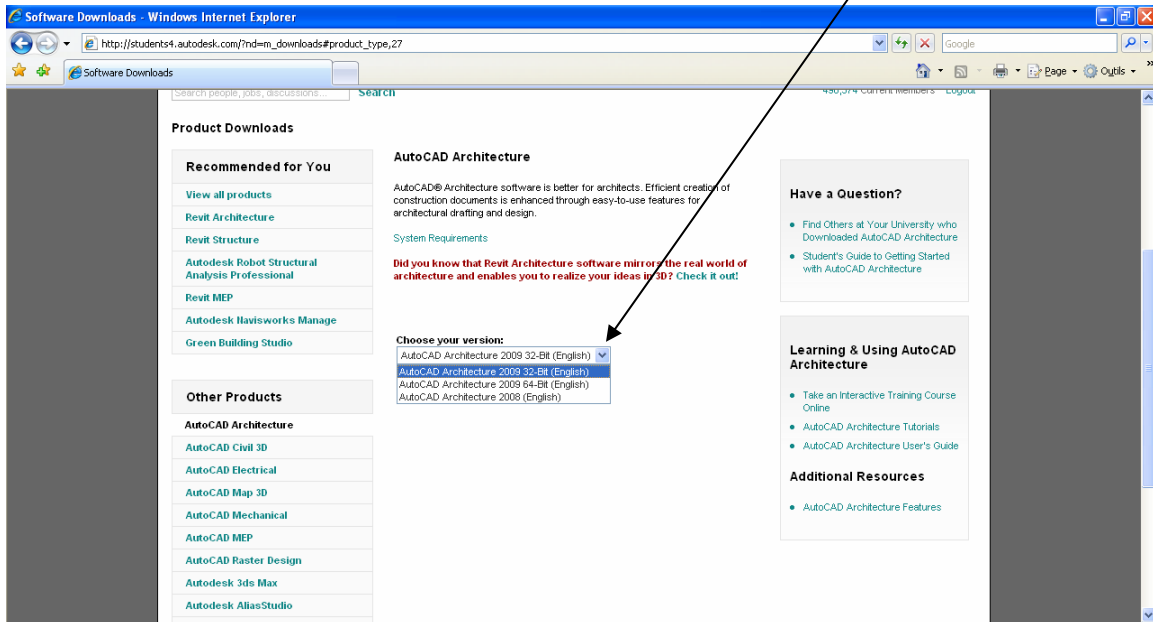 Software Downloads - Windows Internet Explorer
http://students4.autodesk.com/?nd=m_downloads#product_type,27
Google
Software Downloads
Page
Outils
Search people, jobs, discussions...
Search
490,574 Current Members
Logout
Product Downloads
Recommended for You
View all products
Revit Architecture
Revit Structure
Autodesk Robot Structural
Analysis Professional
Revit MEP
Autodesk Navisworks Manage
Green Building Studio
Other Products
AutoCAD Architecture
AutoCAD Civil 3D
AutoCAD Electrical
AutoCAD Map 3D
AutoCAD Mechanical
AutoCAD MEP
AutoCAD Raster Design
Autodesk 3ds Max
Autodesk AliasStudio
AutoCAD Architecture
AutoCAD® Architecture software is better for architects. Efficient creation of
construction documents is enhanced through easy-to-use features for
architectural drafting and design.
System Requirements
Did you know that Revit Architecture software mirrors the real world of
architecture and enables you to realize your ideas in 3D? Check it out!
Choose your version:
AutoCAD Architecture 2009 32-Bit (English)
AutoCAD Architecture 2009 32-Bit (English)
AutoCAD Architecture 2009 64-Bit (English)
AutoCAD Architecture 2008 (English)
Have a Question?
Find Others at Your University who
Downloaded AutoCAD Architecture
Student's Guide to Getting Started
with AutoCAD Architecture
Learning & Using AutoCAD
Architecture
Take an Interactive Training Course
Online
AutoCAD Architecture Tutorials
AutoCAD Architecture User's Guide
Additional Resources
AutoCAD Architecture Features